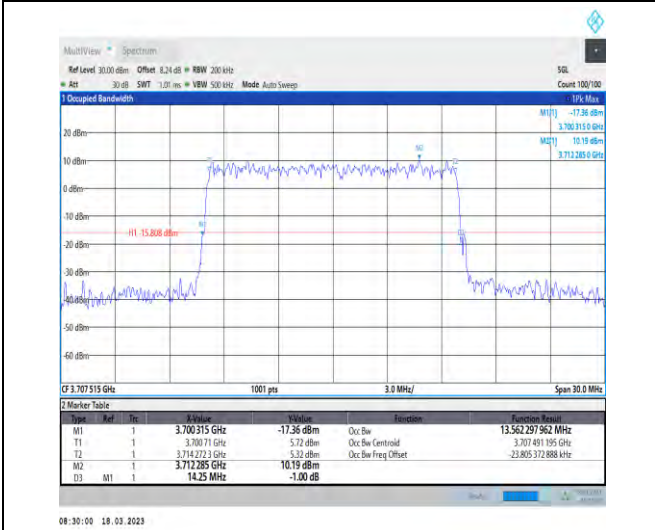 MultiView Spectrum
Ref Level 30.00 dBm Offset 8.24 dB RBW 200 kHz SGL
Att 30 dB SWT 1.01 ms VBW 500 kHz Mode Auto Sweep Count 100/100
1 Occupied Bandwidth 1Pk Max
M1[1] -17.36 dBm
3.700 315 0 GHz
M2[1] 10.19 dBm
3.712 285 0 GHz
20 dBm
M2
10 dBm
0 dBm
-10 dBm
M1
H1 -15.808 dBm
-20 dBm
-30 dBm
-40 dBm
-50 dBm
-60 dBm
CF 3.707 515 GHz 1001 pts 3.0 MHz/ Span 30.0 MHz
2 Marker Table
Type Ref Trc X-Value Y-Value Function Function Result
M1 1 3.700 315 GHz -17.36 dBm Occ Bw 13.562 297 962 MHz
T1 1 3.700 71 GHz 5.72 dBm Occ Bw Centroid 3.707 491 195 GHz
T2 1 3.714 272 3 GHz 5.32 dBm Occ Bw Freq Offset -23.805 372 888 kHz
M2 1 3.712 285 GHz 10.19 dBm
D3 M1 1 14.25 MHz -1.00 dB
08:30:00 18.03.2023